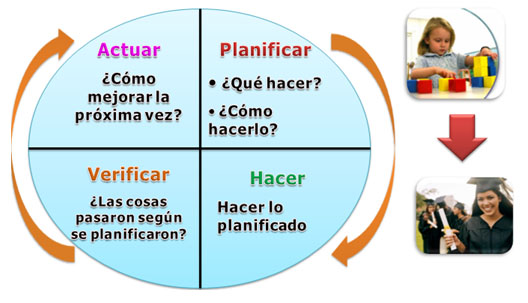 Actuar
¿Cómo
mejorar la
próxima vez?
Planificar
• ¿Qué hacer?
• ¿Cómo
hacerlo?
Verificar
¿Las cosas
pasaron según
se planificaron?
Hacer
Hacer lo
planificado